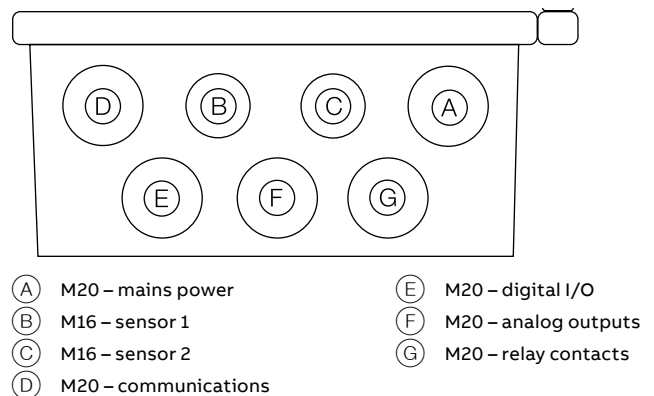 D B C A
E F G
A M20 – mains power
B M16 – sensor 1
C M16 – sensor 2
D M20 – communications
E M20 – digital I/O
F M20 – analog outputs
G M20 – relay contacts